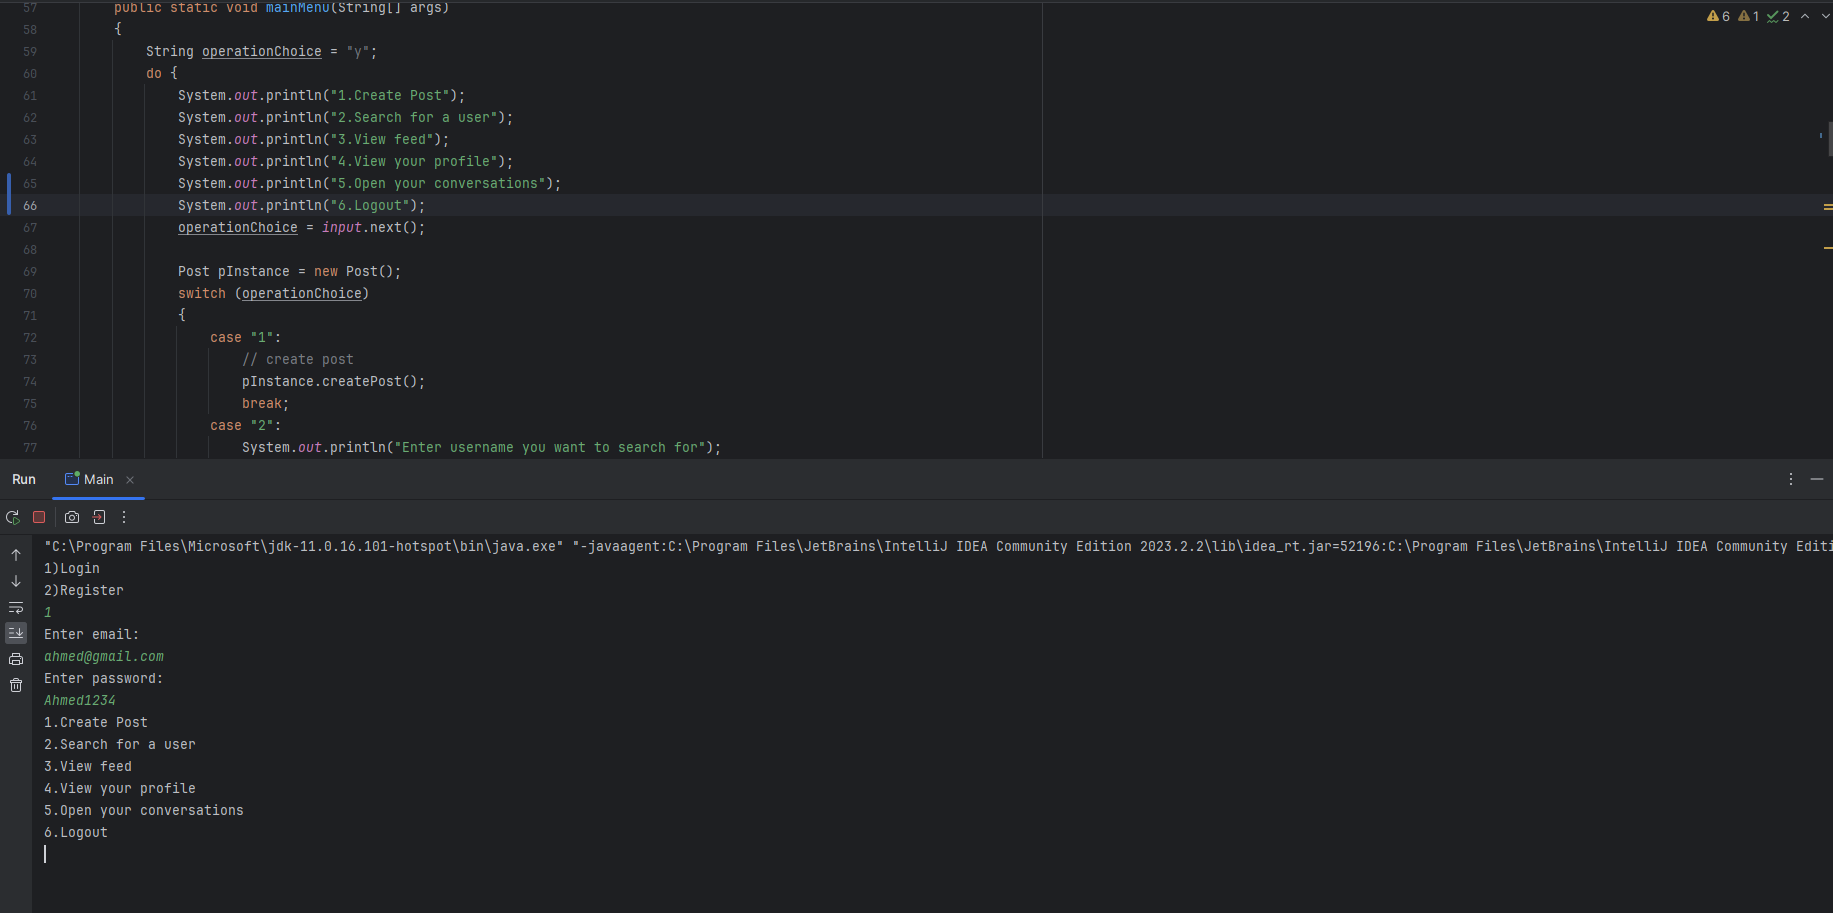 57 public static void mainMenu(String[] args)
58 {
59 String operationChoice = "y";
60 do {
61 System.out.println("1.Create Post");
62 System.out.println("2.Search for a user");
63 System.out.println("3.View feed");
64 System.out.println("4.View your profile");
65 System.out.println("5.Open your conversations");
66 System.out.println("6.Logout");
67 operationChoice = input.next();
68
69 Post pInstance = new Post();
70 switch (operationChoice)
71 {
72 case "1":
73 // create post
74 pInstance.createPost();
75 break;
76 case "2":
77 System.out.println("Enter username you want to search for");
6 1 2
Run Main
"C:\Program Files\Microsoft\jdk-11.0.16.101-hotspot\bin\java.exe" "-javaagent:C:\Program Files\JetBrains\IntelliJ IDEA Community Edition 2023.2.2\lib\idea_rt.jar=52196:C:\Program Files\JetBrains\IntelliJ IDEA Community Editi
1)Login
2)Register
1
Enter email:
ahmed@gmail.com
Enter password:
Ahmed1234
1.Create Post
2.Search for a user
3.View feed
4.View your profile
5.Open your conversations
6.Logout